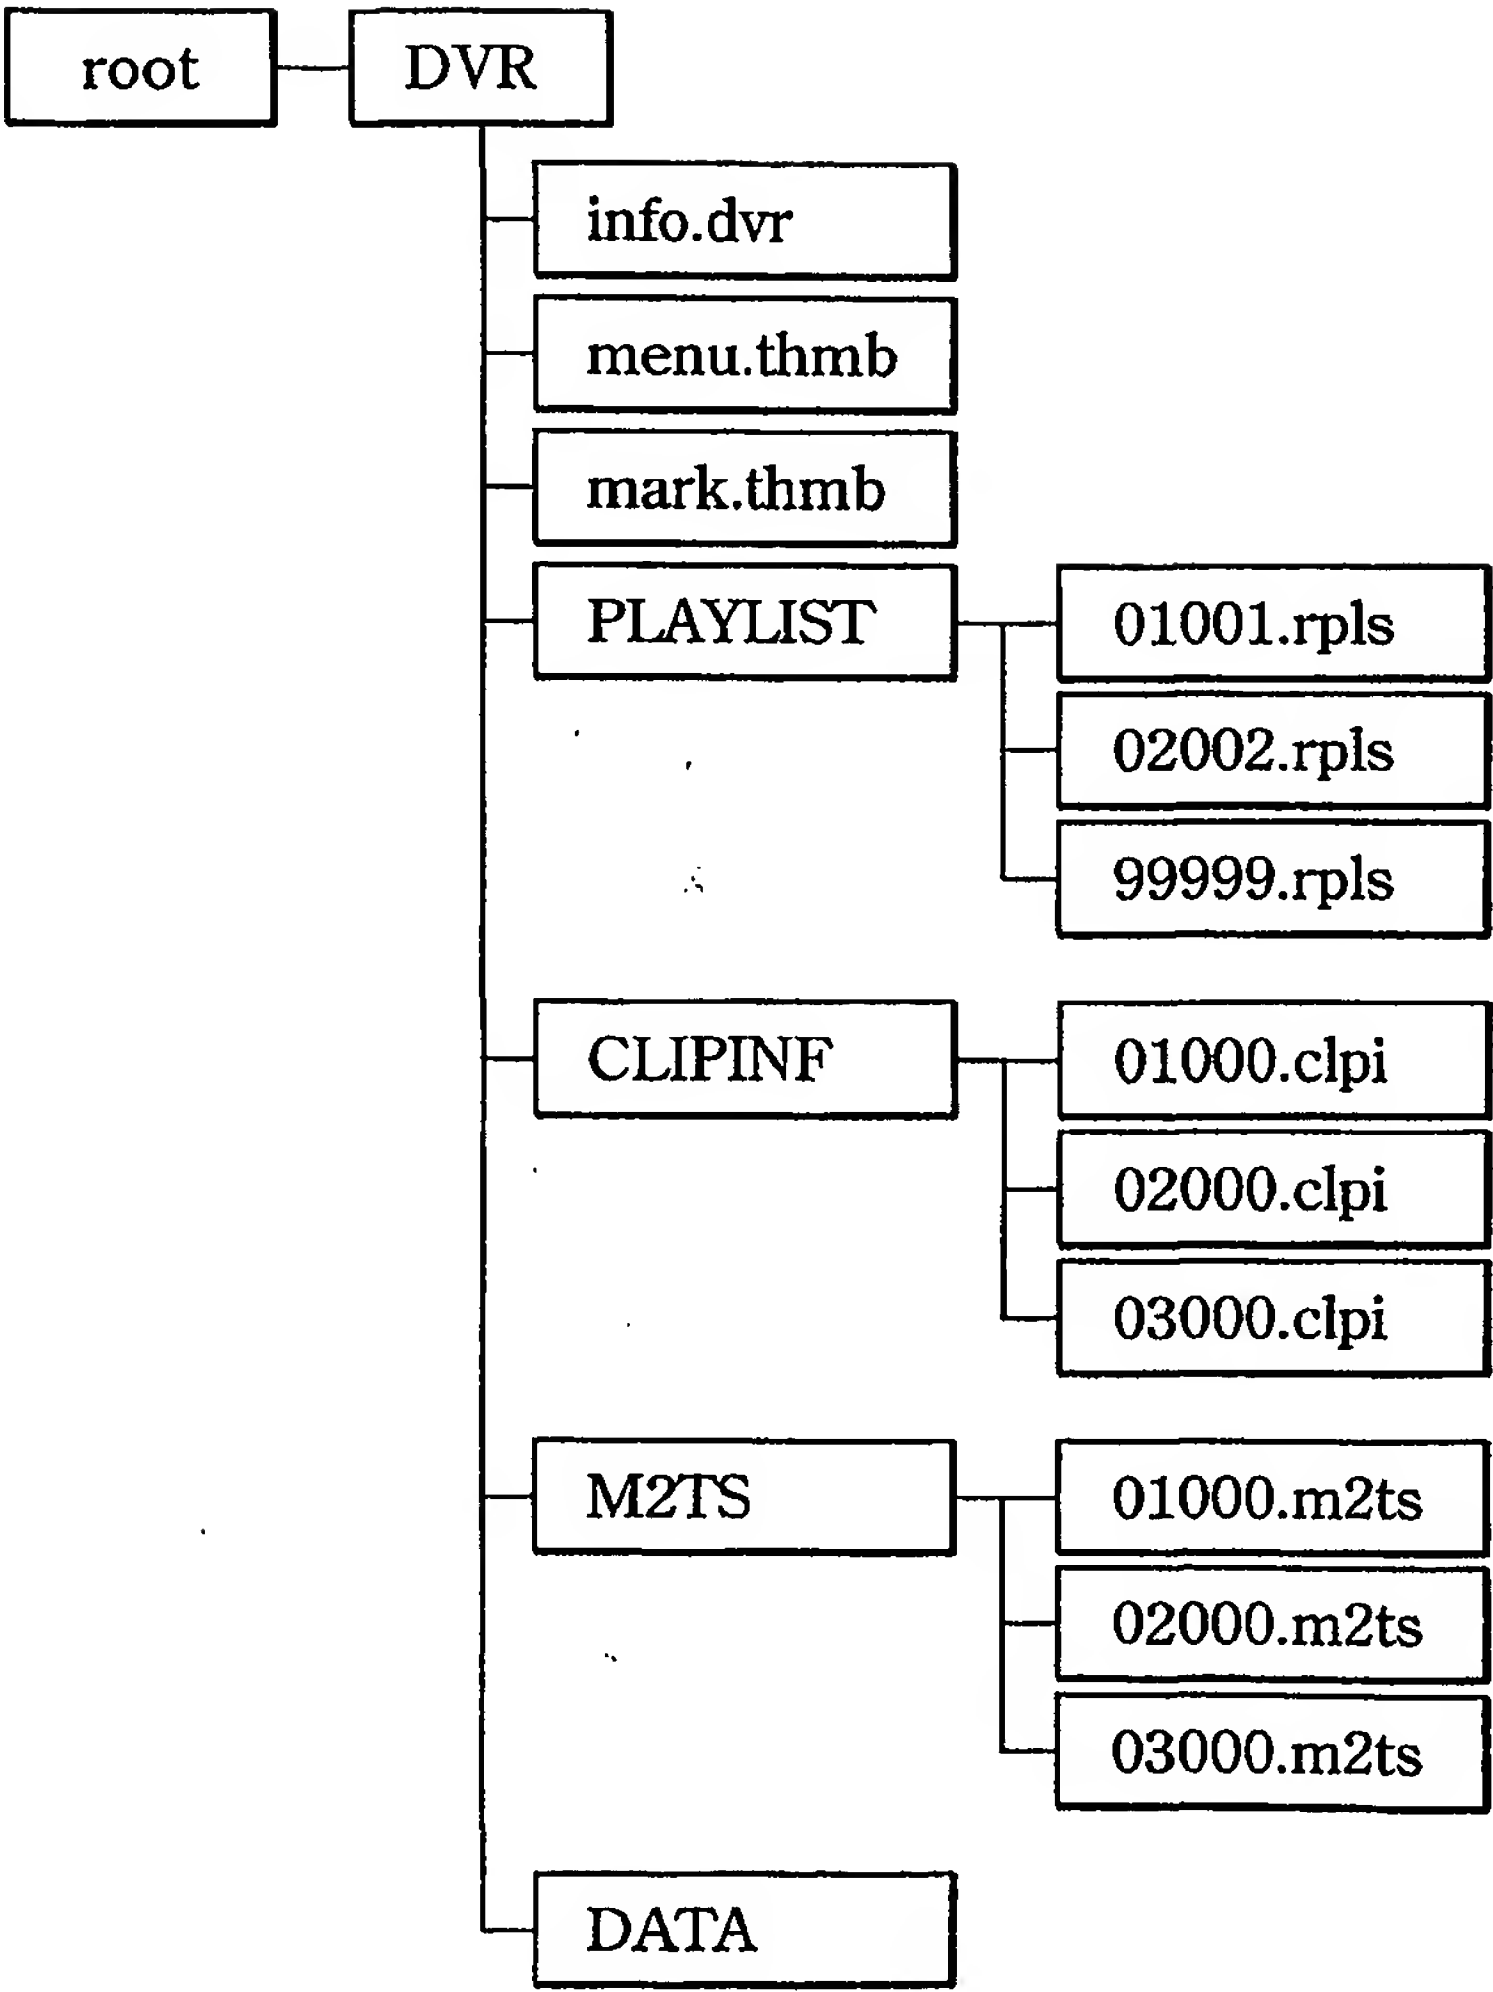 root
DVR
info.dvr
menu.thmb
mark.thmb
PLAYLIST
01001.rpls
02002.rpls
99999.rpls
CLIPINF
01000.clpi
02000.clpi
03000.clpi
M2TS
01000.m2ts
02000.m2ts
03000.m2ts
DATA